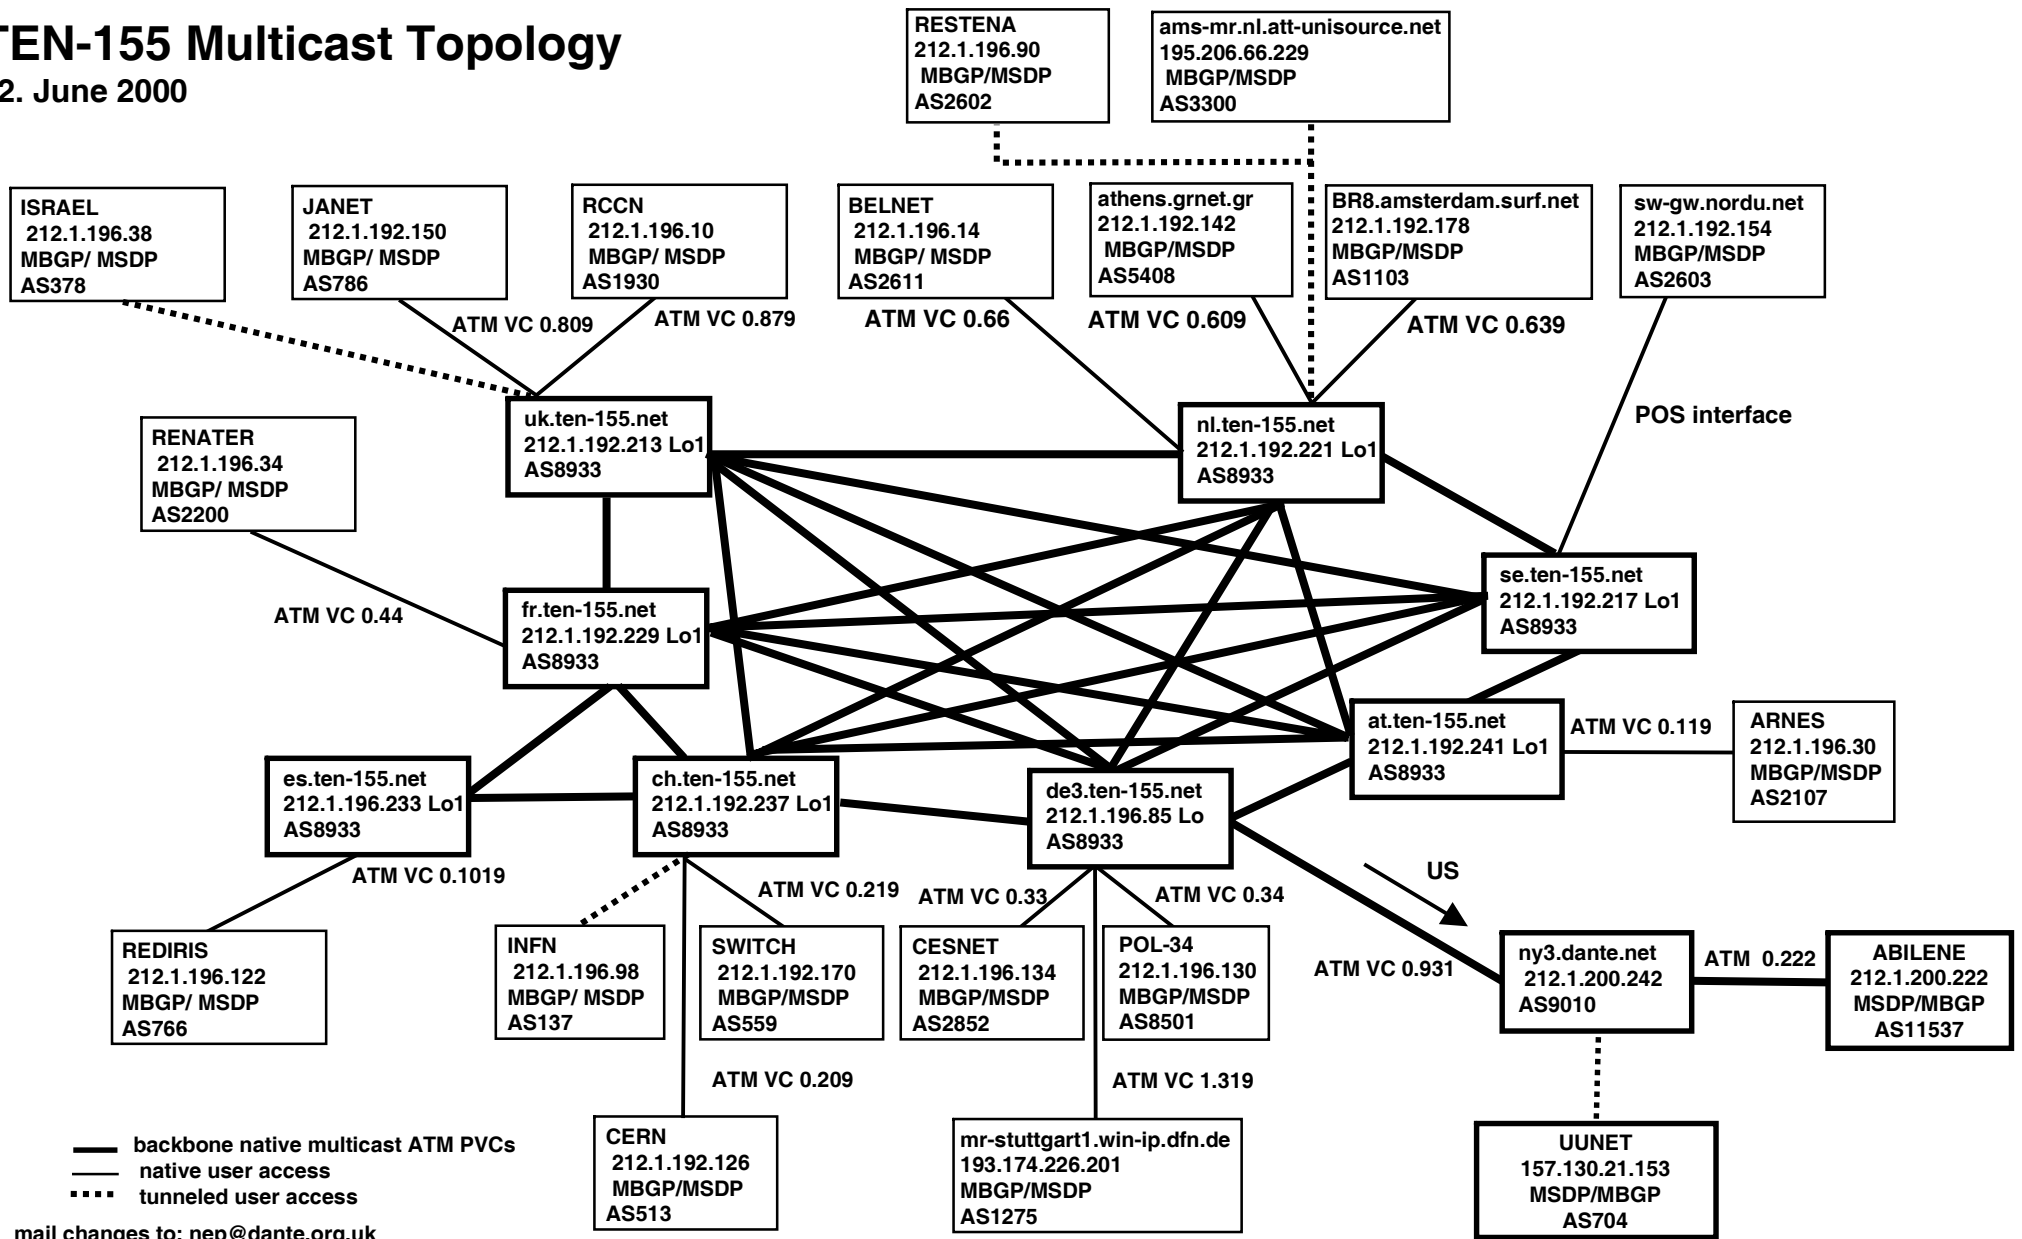 TEN-155 Multicast Topology
2. June 2000
RESTENA
212.1.196.90
MBGP/MSDP
AS2602
ams-mr.nl.att-unisource.net
195.206.66.229
MBGP/MSDP
AS3300
ISRAEL
212.1.196.38
MBGP/ MSDP
AS378
JANET
212.1.192.150
MBGP/ MSDP
AS786
RCCN
212.1.196.10
MBGP/ MSDP
AS1930
BELNET
212.1.196.14
MBGP/ MSDP
AS2611
athens.grnet.gr
212.1.192.142
MBGP/MSDP
AS5408
BR8.amsterdam.surf.net
212.1.192.178
MBGP/MSDP
AS1103
sw-gw.nordu.net
212.1.192.154
MBGP/MSDP
AS2603
ATM VC 0.809
ATM VC 0.879
ATM VC 0.66
ATM VC 0.609
ATM VC 0.639
POS interface
RENATER
212.1.196.34
MBGP/ MSDP
AS2200
uk.ten-155.net
212.1.192.213 Lo1
AS8933
nl.ten-155.net
212.1.192.221 Lo1
AS8933
ATM VC 0.44
fr.ten-155.net
212.1.192.229 Lo1
AS8933
se.ten-155.net
212.1.192.217 Lo1
AS8933
at.ten-155.net
212.1.192.241 Lo1
AS8933
ATM VC 0.119
ARNES
212.1.196.30
MBGP/MSDP
AS2107
es.ten-155.net
212.1.196.233 Lo1
AS8933
ch.ten-155.net
212.1.192.237 Lo1
AS8933
de3.ten-155.net
212.1.196.85 Lo
AS8933
ATM VC 0.1019
ATM VC 0.219
ATM VC 0.33
ATM VC 0.34
US
REDIRIS
212.1.196.122
MBGP/ MSDP
AS766
INFN
212.1.196.98
MBGP/ MSDP
AS137
SWITCH
212.1.192.170
MBGP/MSDP
AS559
CESNET
212.1.196.134
MBGP/MSDP
AS2852
POL-34
212.1.196.130
MBGP/MSDP
AS8501
ATM VC 0.931
ny3.dante.net
212.1.200.242
AS9010
ATM 0.222
ABILENE
212.1.200.222
MSDP/MBGP
AS11537
ATM VC 0.209
ATM VC 1.319
CERN
212.1.192.126
MBGP/MSDP
AS513
mr-stuttgart1.win-ip.dfn.de
193.174.226.201
MBGP/MSDP
AS1275
UUNET
157.130.21.153
MSDP/MBGP
AS704
backbone native multicast ATM PVCs
native user access
tunneled user access
mail changes to: nep@dante.org.uk